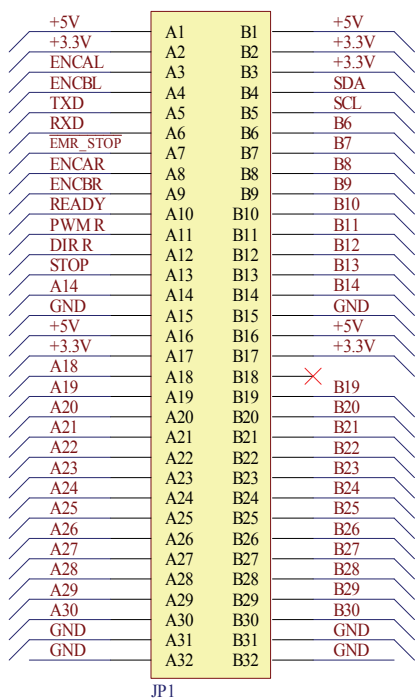 +5V A1 B1 +5V
+3.3V A2 B2 +3.3V
ENCAL A3 B3 +3.3V
ENCBL A4 B4 SDA
TXD A5 B5 SCL
RXD A6 B6 B6
EMR_STOP A7 B7 B7
ENCAR A8 B8 B8
ENCBR A9 B9 B9
READY A10 B10 B10
PWM R A11 B11 B11
DIR R A12 B12 B12
STOP A13 B13 B13
A14 A14 B14 B14
GND A15 B15 GND
+5V A16 B16 +5V
+3.3V A17 B17 +3.3V
A18 A18 B18
A19 A19 B19 B19
A20 A20 B20 B20
A21 A21 B21 B21
A22 A22 B22 B22
A23 A23 B23 B23
A24 A24 B24 B24
A25 A25 B25 B25
A26 A26 B26 B26
A27 A27 B27 B27
A28 A28 B28 B28
A29 A29 B29 B29
A30 A30 B30 B30
GND A31 B31 GND
GND A32 B32 GND
JP1